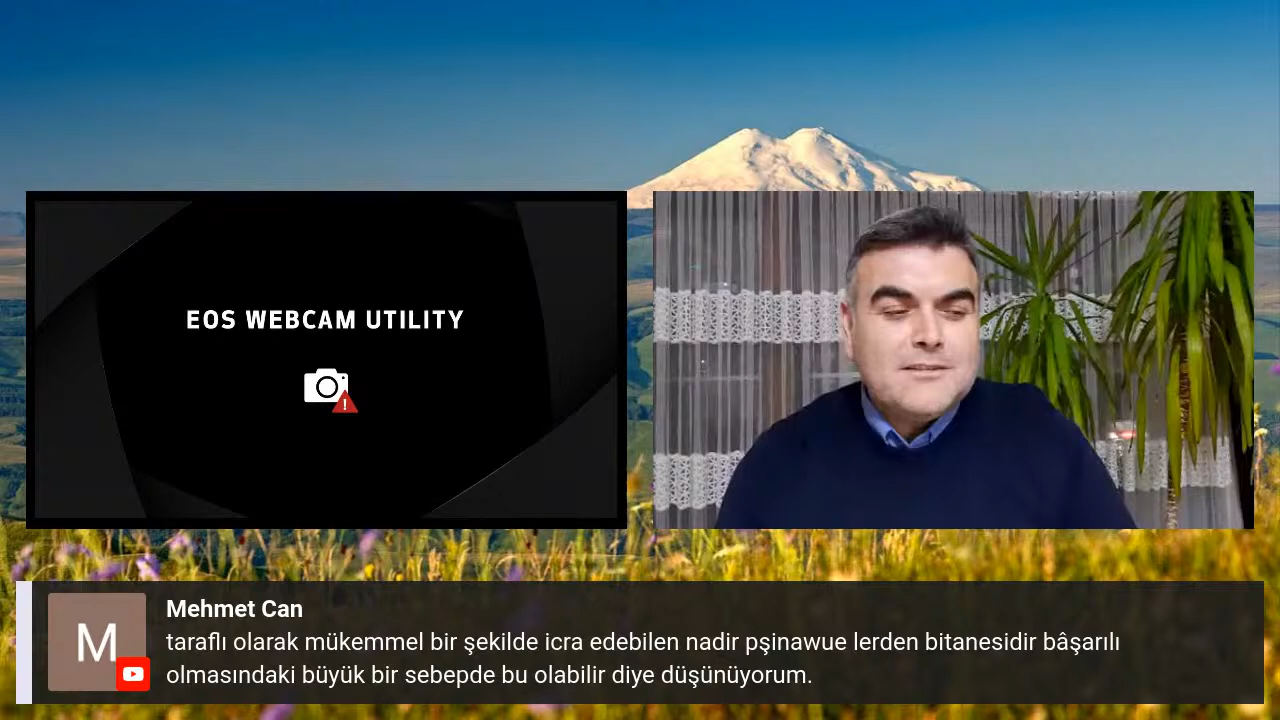 EOS WEBCAM UTILITY
Mehmet Can
M
taraflı olarak mükemmel bir şekilde icra edebilen nadir pşinawue lerden bitanesidir bâşarılı
olmasındaki büyük bir sebepde bu olabilir diye düşünüyorum.